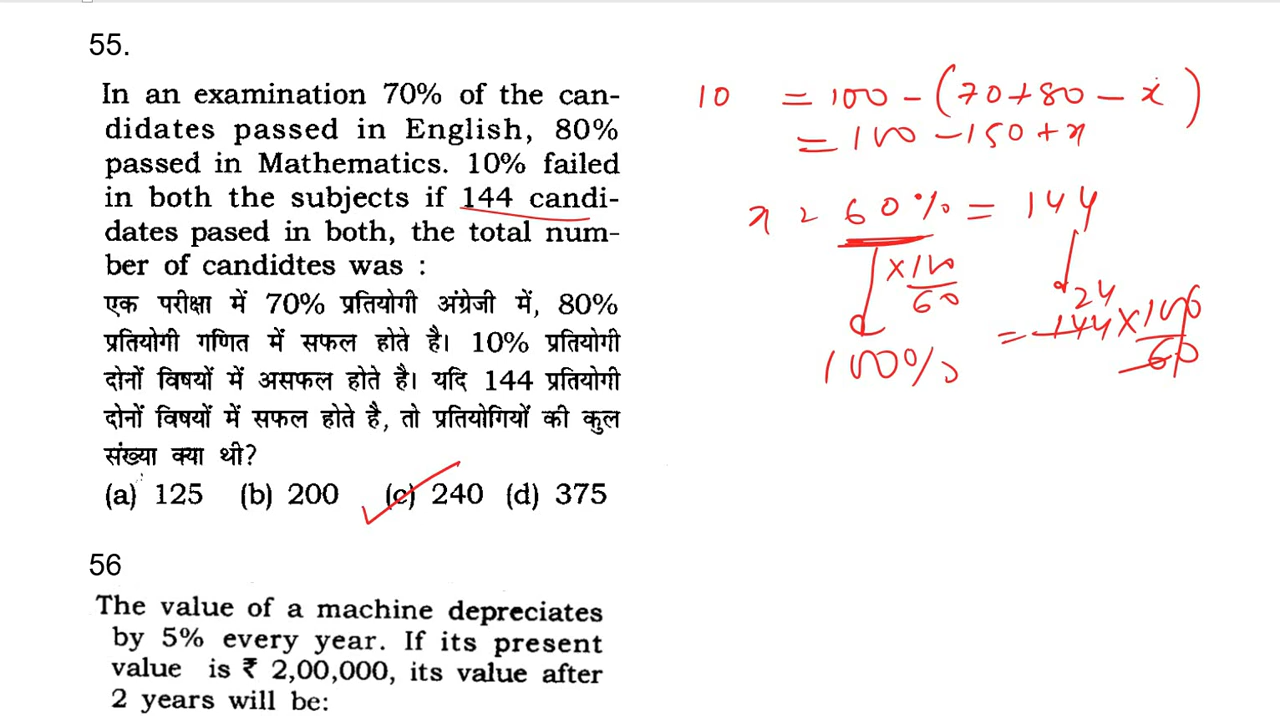 55.
In an examination 70% of the can-
didates passed in English, 80%
passed in Mathematics. 10% failed
in both the subjects if 144 candi-
dates pased in both, the total num-
ber of candidtes was :
एक परीक्षा में 70% प्रतियोगी अंग्रेजी में, 80%
प्रतियोगी गणित में सफल होते है। 10% प्रतियोगी
दोनों विषयों में असफल होते है। यदि 144 प्रतियोगी
दोनों विषयों में सफल होते है, तो प्रतियोगियों की कुल
संख्या क्या थी?
(a) 125 (b) 200 (c) 240 (d) 375
56
The value of a machine depreciates
by 5% every year. If its present
value is ₹ 2,00,000, its value after
2 years will be:
10 = 100 - (70+80 - x)
= 100 - 150 + x
x = 60% = 144
×100
60
24
= 144 × 100
60
100%